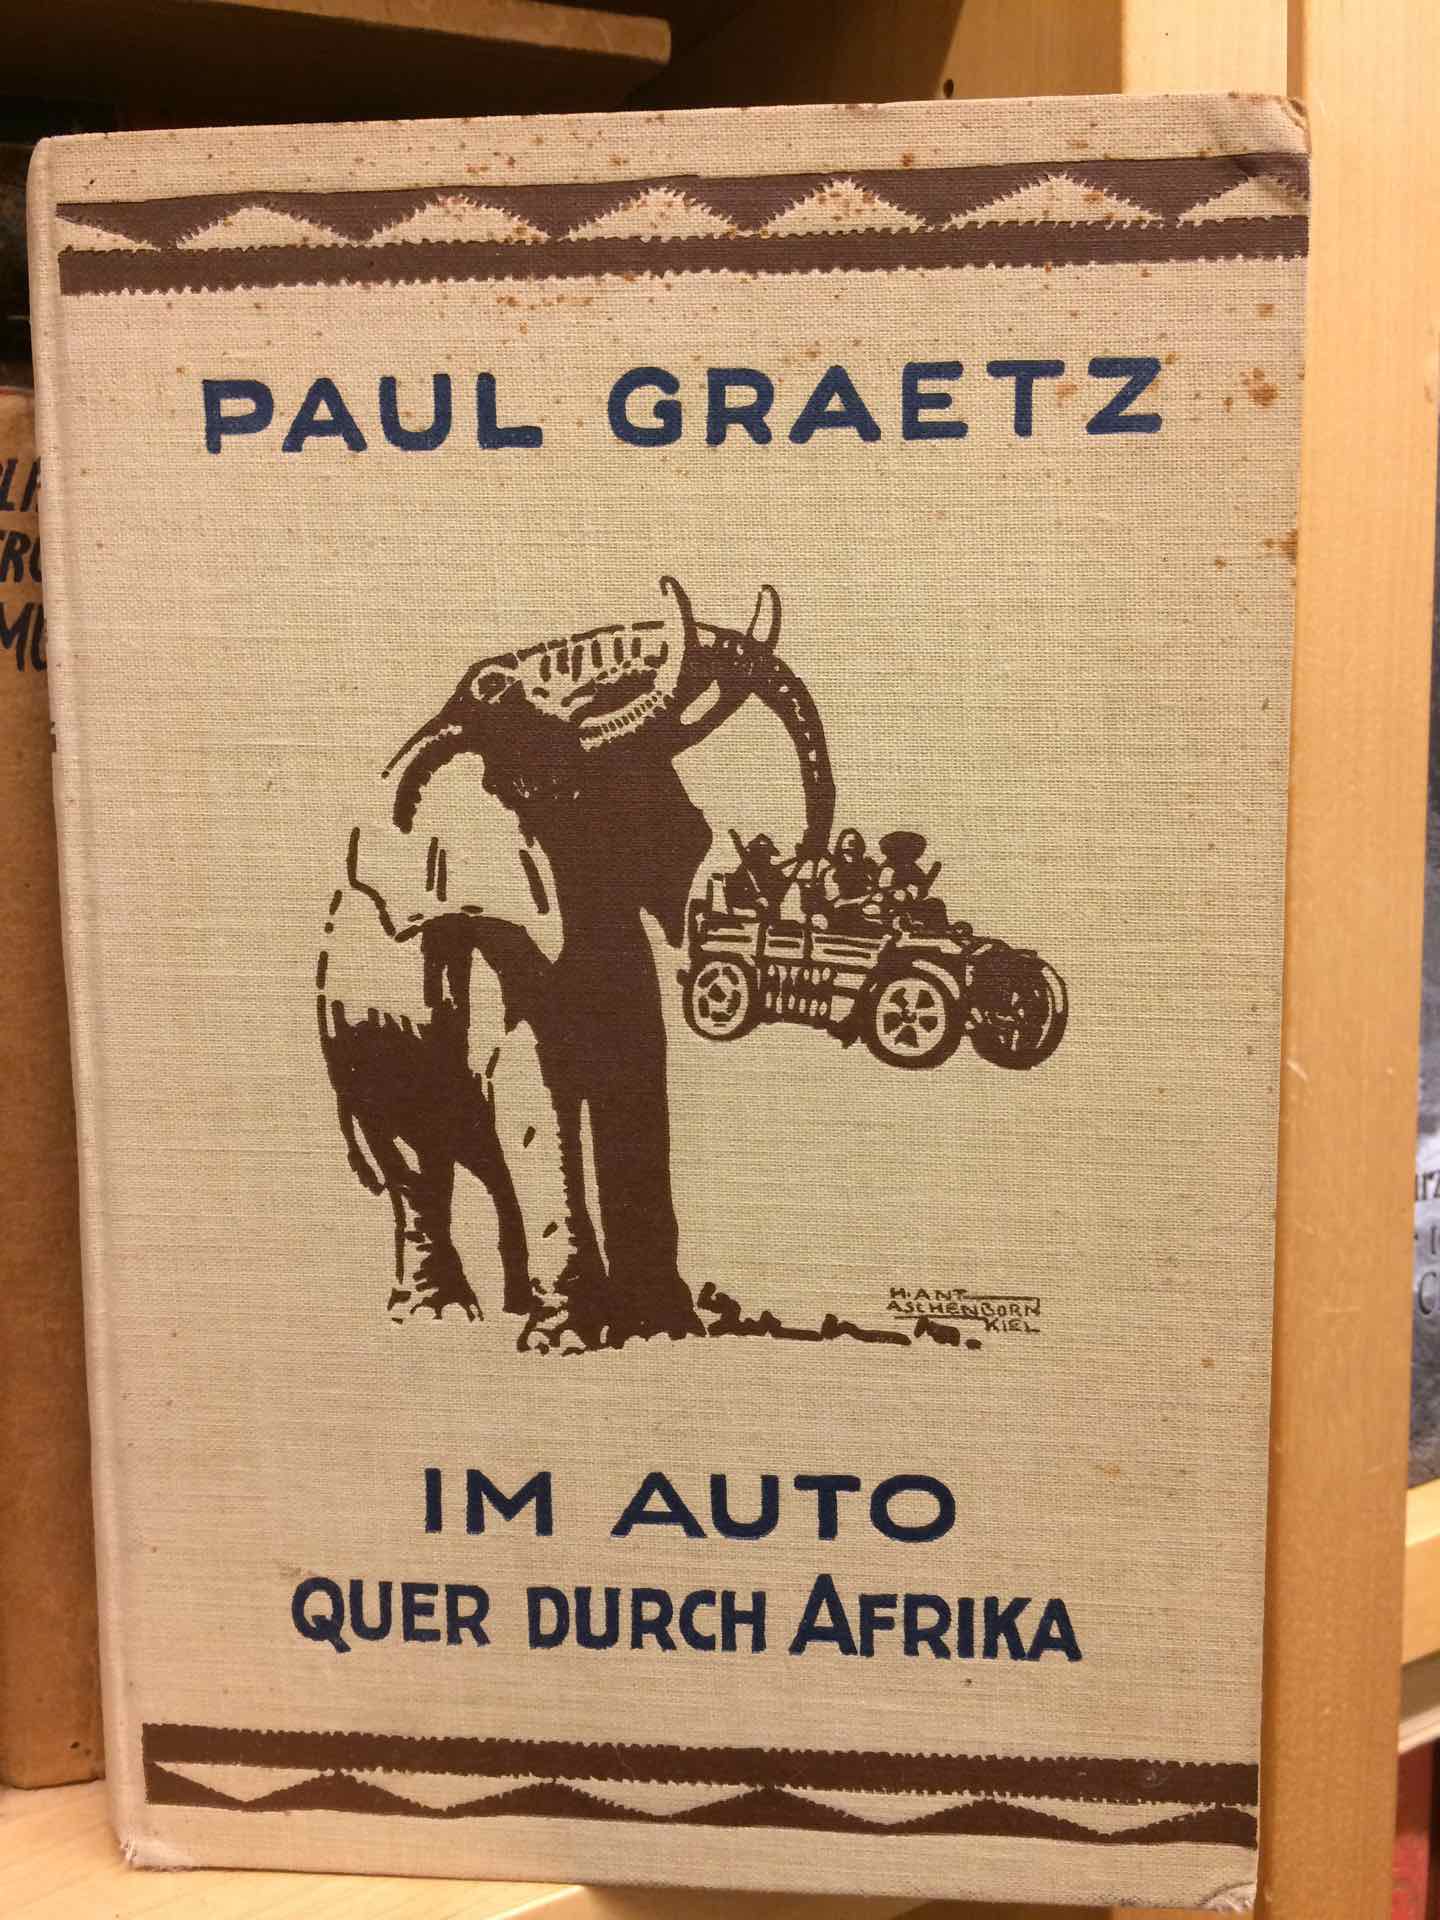 PAUL GRAETZ
H. ANT.
ASCHENBORN
KIEL
IM AUTO
QUER DURCH AFRIKA